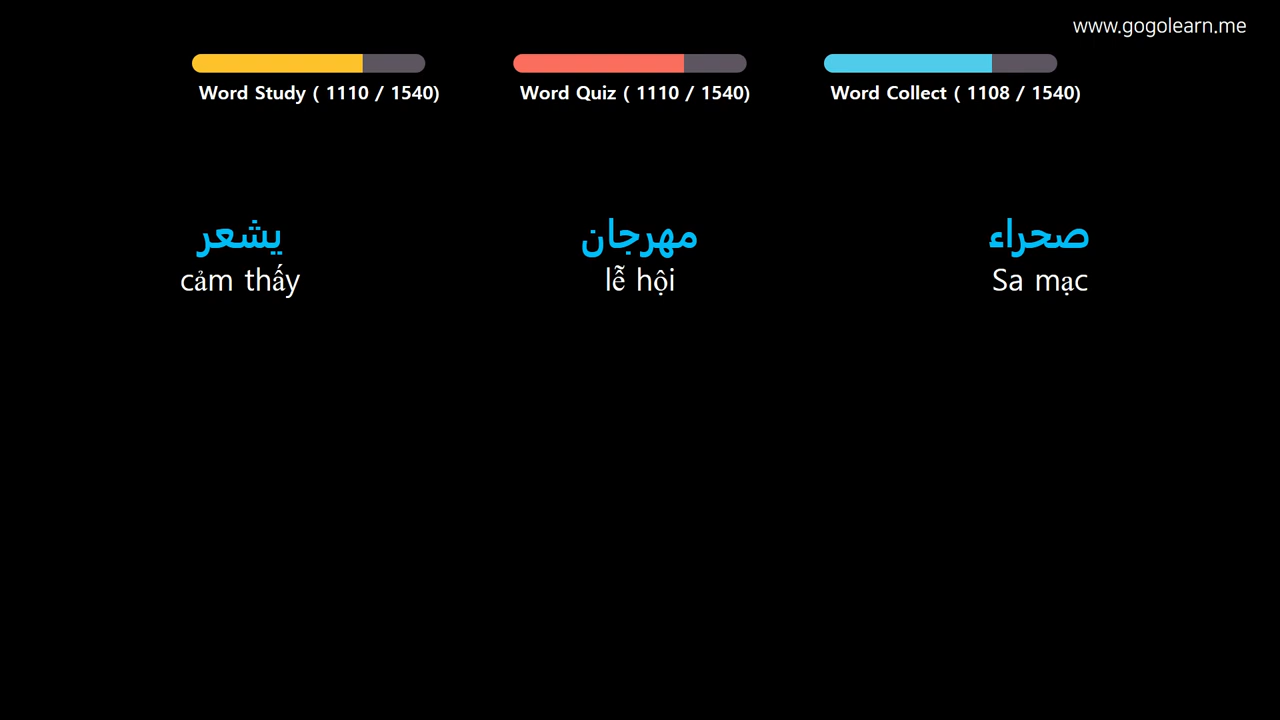 www.gogolearn.me
Word Study ( 1110 / 1540)
Word Quiz ( 1110 / 1540)
Word Collect ( 1108 / 1540)
يشعر
cảm thấy
مهرجان
lễ hội
صحراء
Sa mạc